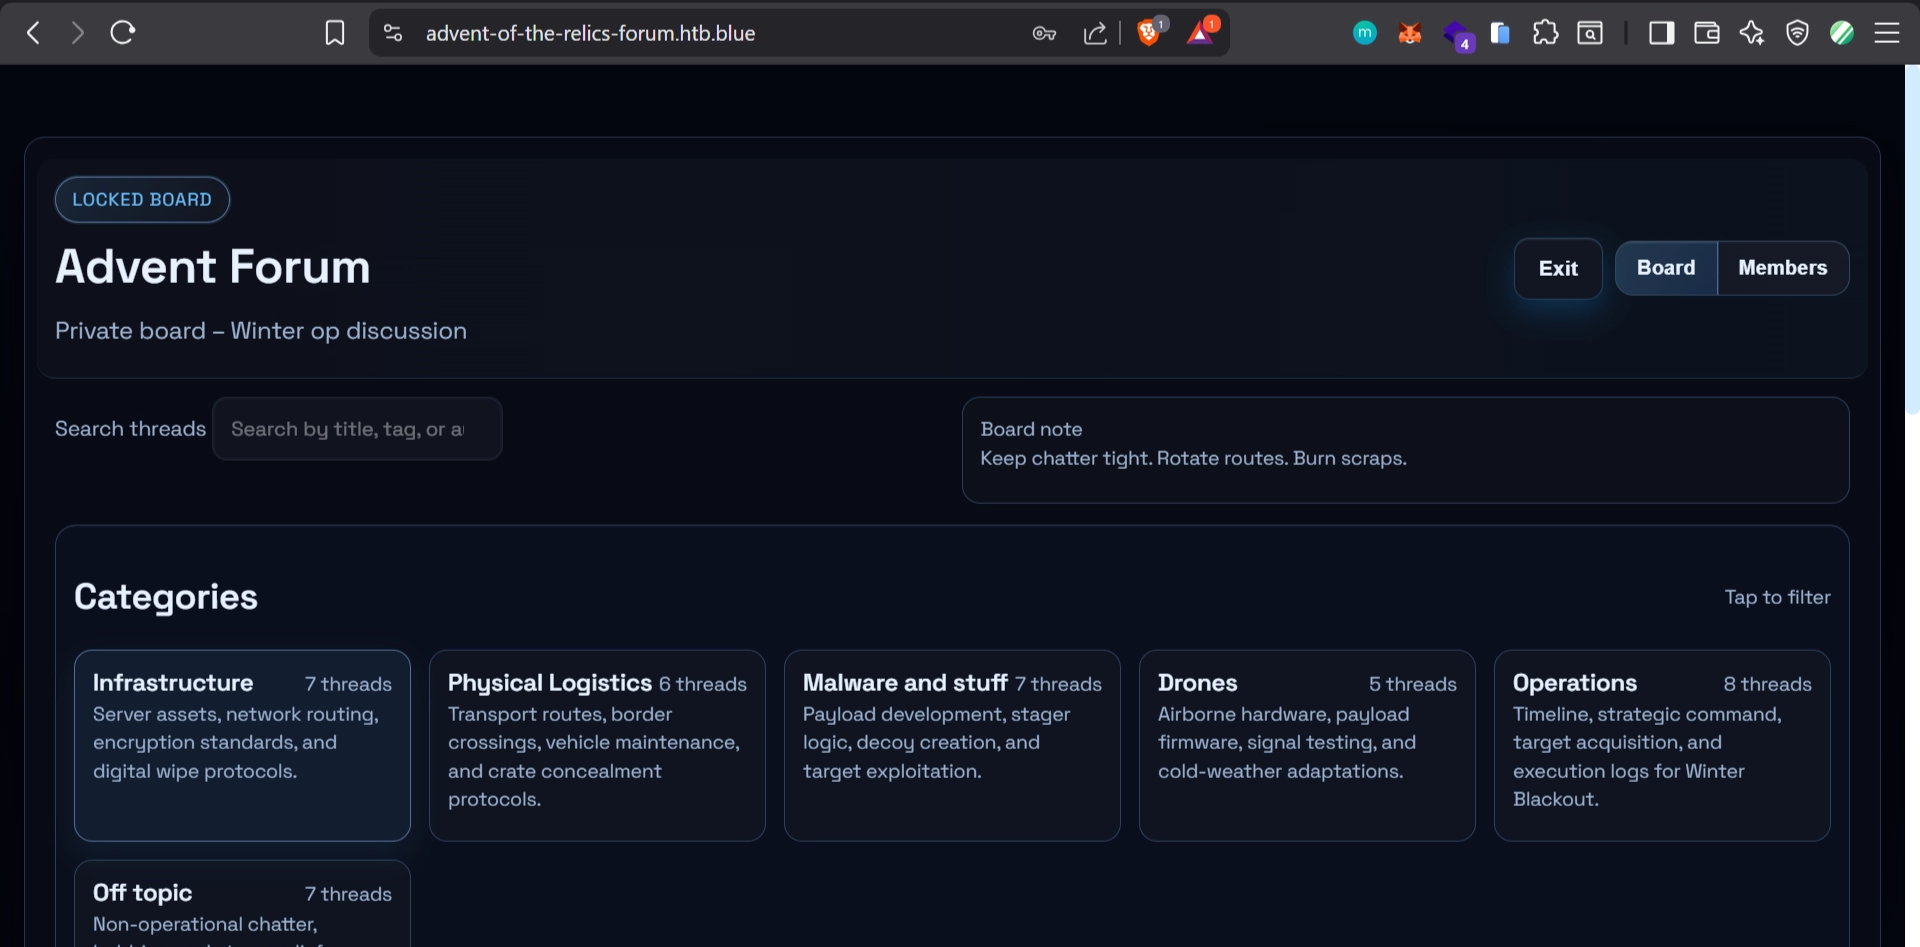 advent-of-the-relics-forum.htb.blue
1
1
m
4
LOCKED BOARD
Advent Forum
Private board – Winter op discussion
Exit
Board
Members
Search threads
Search by title, tag, or
Board note
Keep chatter tight. Rotate routes. Burn scraps.
Categories
Tap to filter
Infrastructure 7 threads
Server assets, network routing,
encryption standards, and
digital wipe protocols.
Physical Logistics 6 threads
Transport routes, border
crossings, vehicle maintenance,
and crate concealment
protocols.
Malware and stuff 7 threads
Payload development, stager
logic, decoy creation, and
target exploitation.
Drones 5 threads
Airborne hardware, payload
firmware, signal testing, and
cold-weather adaptations.
Operations 8 threads
Timeline, strategic command,
target acquisition, and
execution logs for Winter
Blackout.
Off topic 7 threads
Non-operational chatter,